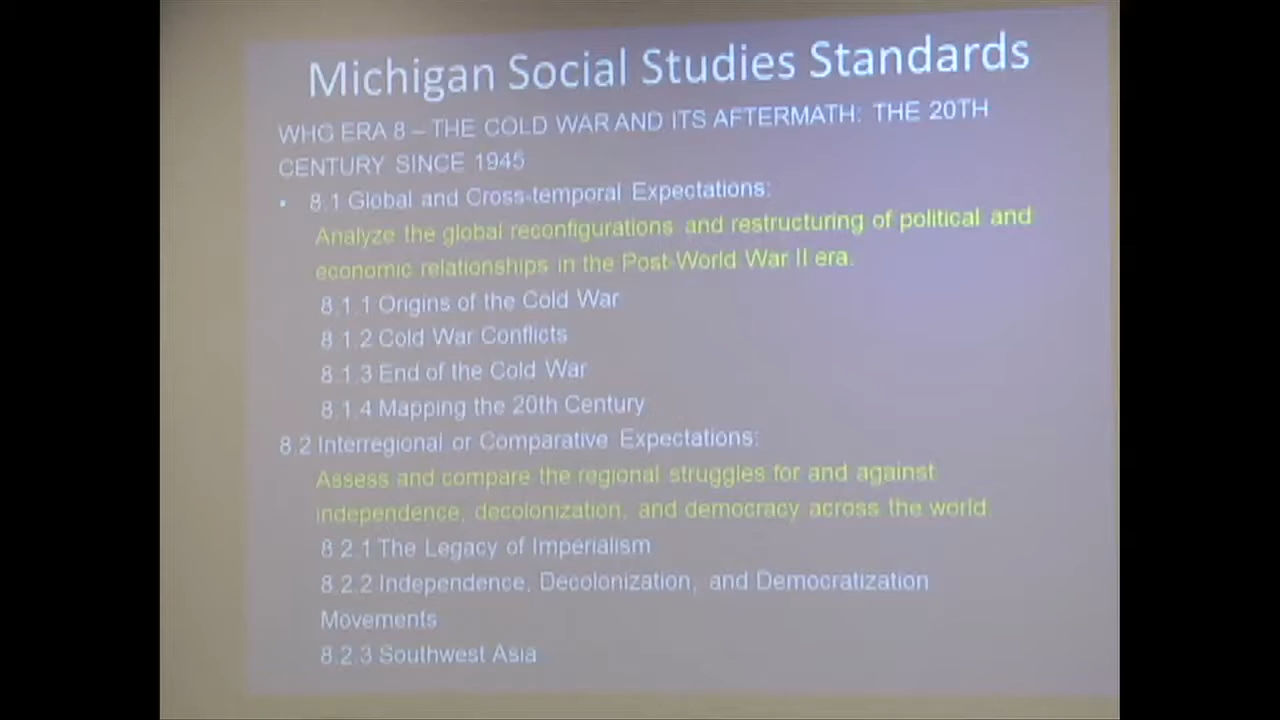 Michigan Social Studies Standards
WHG ERA 8 – THE COLD WAR AND ITS AFTERMATH: THE 20TH
CENTURY SINCE 1945
• 8.1 Global and Cross-temporal Expectations:
Analyze the global reconfigurations and restructuring of political and
economic relationships in the Post-World War II era.
8.1.1 Origins of the Cold War
8.1.2 Cold War Conflicts
8.1.3 End of the Cold War
8.1.4 Mapping the 20th Century
8.2 Interregional or Comparative Expectations:
Assess and compare the regional struggles for and against
independence, decolonization, and democracy across the world.
8.2.1 The Legacy of Imperialism
8.2.2 Independence, Decolonization, and Democratization
Movements
8.2.3 Southwest Asia